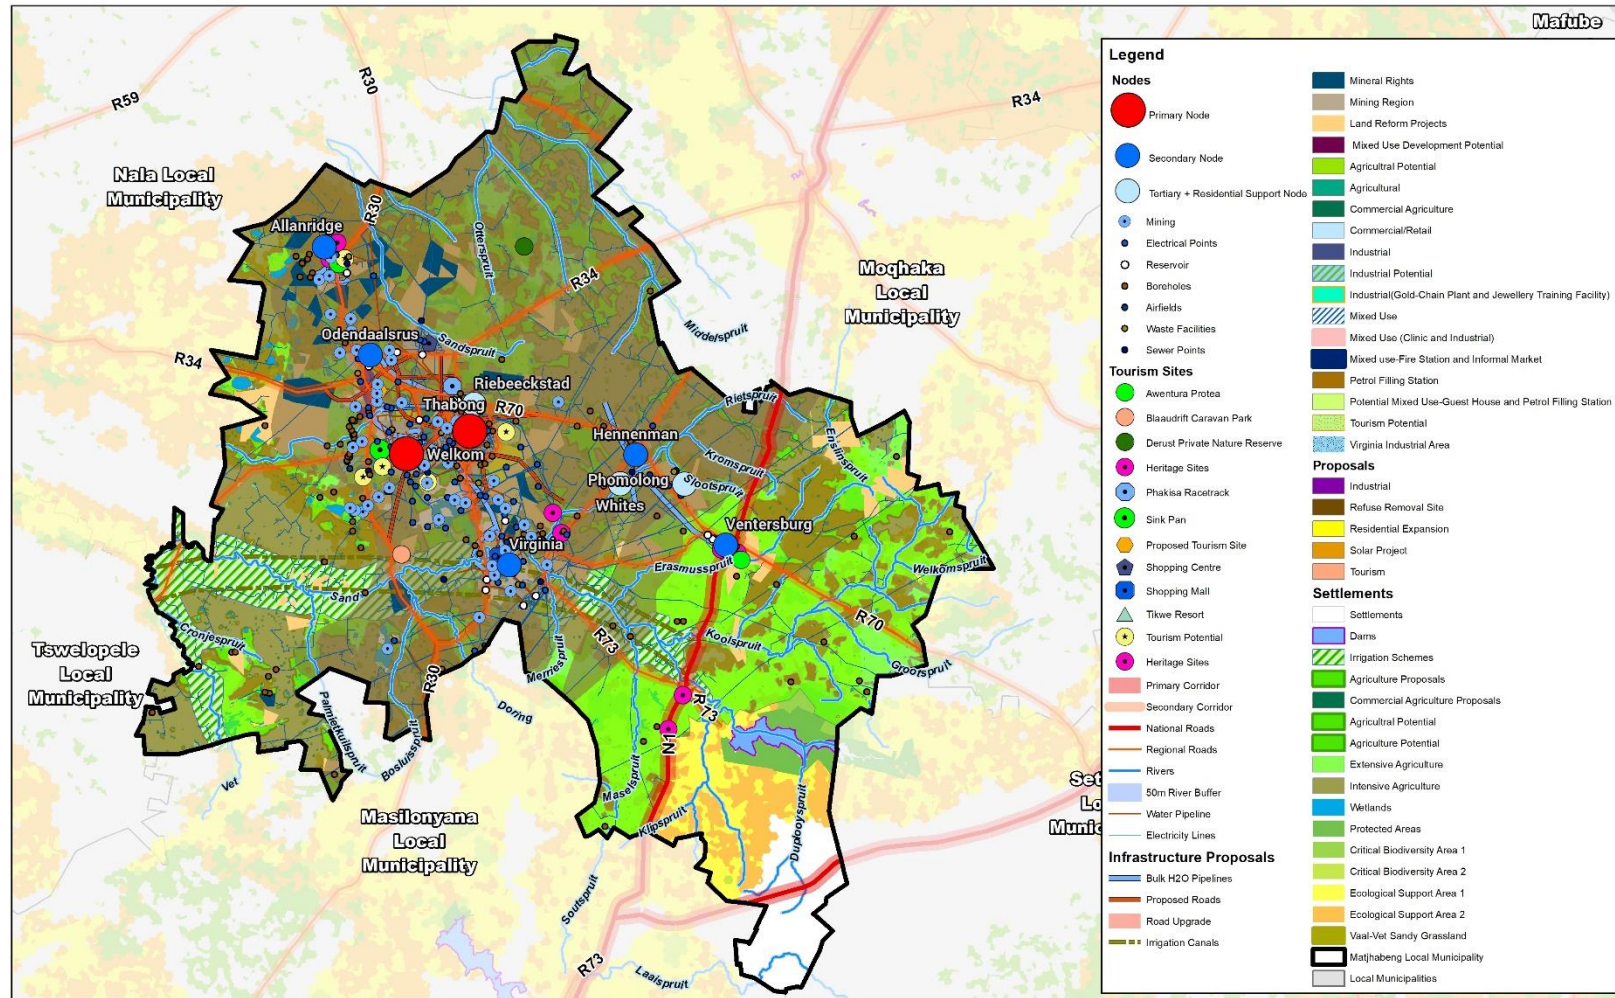 Mafube
R59
R30
R34
Nala Local
Municipality
R30
Allanridge
Otterspruit
R34
Moqhaka
Local
Municipality
Middelspruit
Odendaalsrus
Sandspruit
R34
Riebeeckstad
Thabong
R70
Rietspruit
Enslinspruit
Hennenman
Kromspruit
Welkom
Phomolong
Slootspruit
Whites
Ventersburg
Virginia
Erasmusspruit
Welkomspruit
Sand
Cronjespruit
R73
Koolspruit
R70
Grootspruit
Tswelopele
Local
Municipality
Merriespruit
R30
Palmietkuilspruit
Bosluisspruit
Doring
R 73
N1
Vet
Maselspruit
Klipspruit
Duplooyspruit
Masilonyana
Local
Municipality
Set
Lo
Munic
Soutspruit
R73
Laaispruit
Legend
Nodes
Primary Node
Secondary Node
Tertiary + Residential Support Node
Mining
Electrical Points
Reservoir
Boreholes
Airfields
Waste Facilities
Sewer Points
Tourism Sites
Awentura Protea
Blaaudrift Caravan Park
Derust Private Nature Reserve
Heritage Sites
Phakisa Racetrack
Sink Pan
Proposed Tourism Site
Shopping Centre
Shopping Mall
Tikwe Resort
Tourism Potential
Heritage Sites
Primary Corridor
Secondary Corridor
National Roads
Regional Roads
Rivers
50m River Buffer
Water Pipeline
Electricity Lines
Infrastructure Proposals
Bulk H2O Pipelines
Proposed Roads
Road Upgrade
Irrigation Canals
Mineral Rights
Mining Region
Land Reform Projects
Mixed Use Development Potential
Agricultral Potential
Agricultural
Commercial Agriculture
Commercial/Retail
Industrial
Industrial Potential
Industrial(Gold-Chain Plant and Jewellery Training Facility)
Mixed Use
Mixed Use (Clinic and Industrial)
Mixed use-Fire Station and Informal Market
Petrol Filling Station
Potential Mixed Use-Guest House and Petrol Filling Station
Tourism Potential
Virginia Industrial Area
Proposals
Industrial
Refuse Removal Site
Residential Expansion
Solar Project
Tourism
Settlements
Settlements
Dams
Irrigation Schemes
Agriculture Proposals
Commercial Agriculture Proposals
Agricultral Potential
Agriculture Potential
Extensive Agriculture
Intensive Agriculture
Wetlands
Protected Areas
Critical Biodiversity Area 1
Critical Biodiversity Area 2
Ecological Support Area 1
Ecological Support Area 2
Vaal-Vet Sandy Grassland
Matjhabeng Local Municipality
Local Municipalities